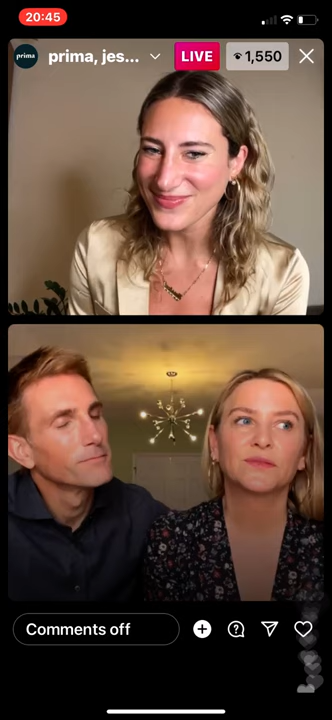 20:45
prima
prima, jes...
LIVE
1,550
Comments off